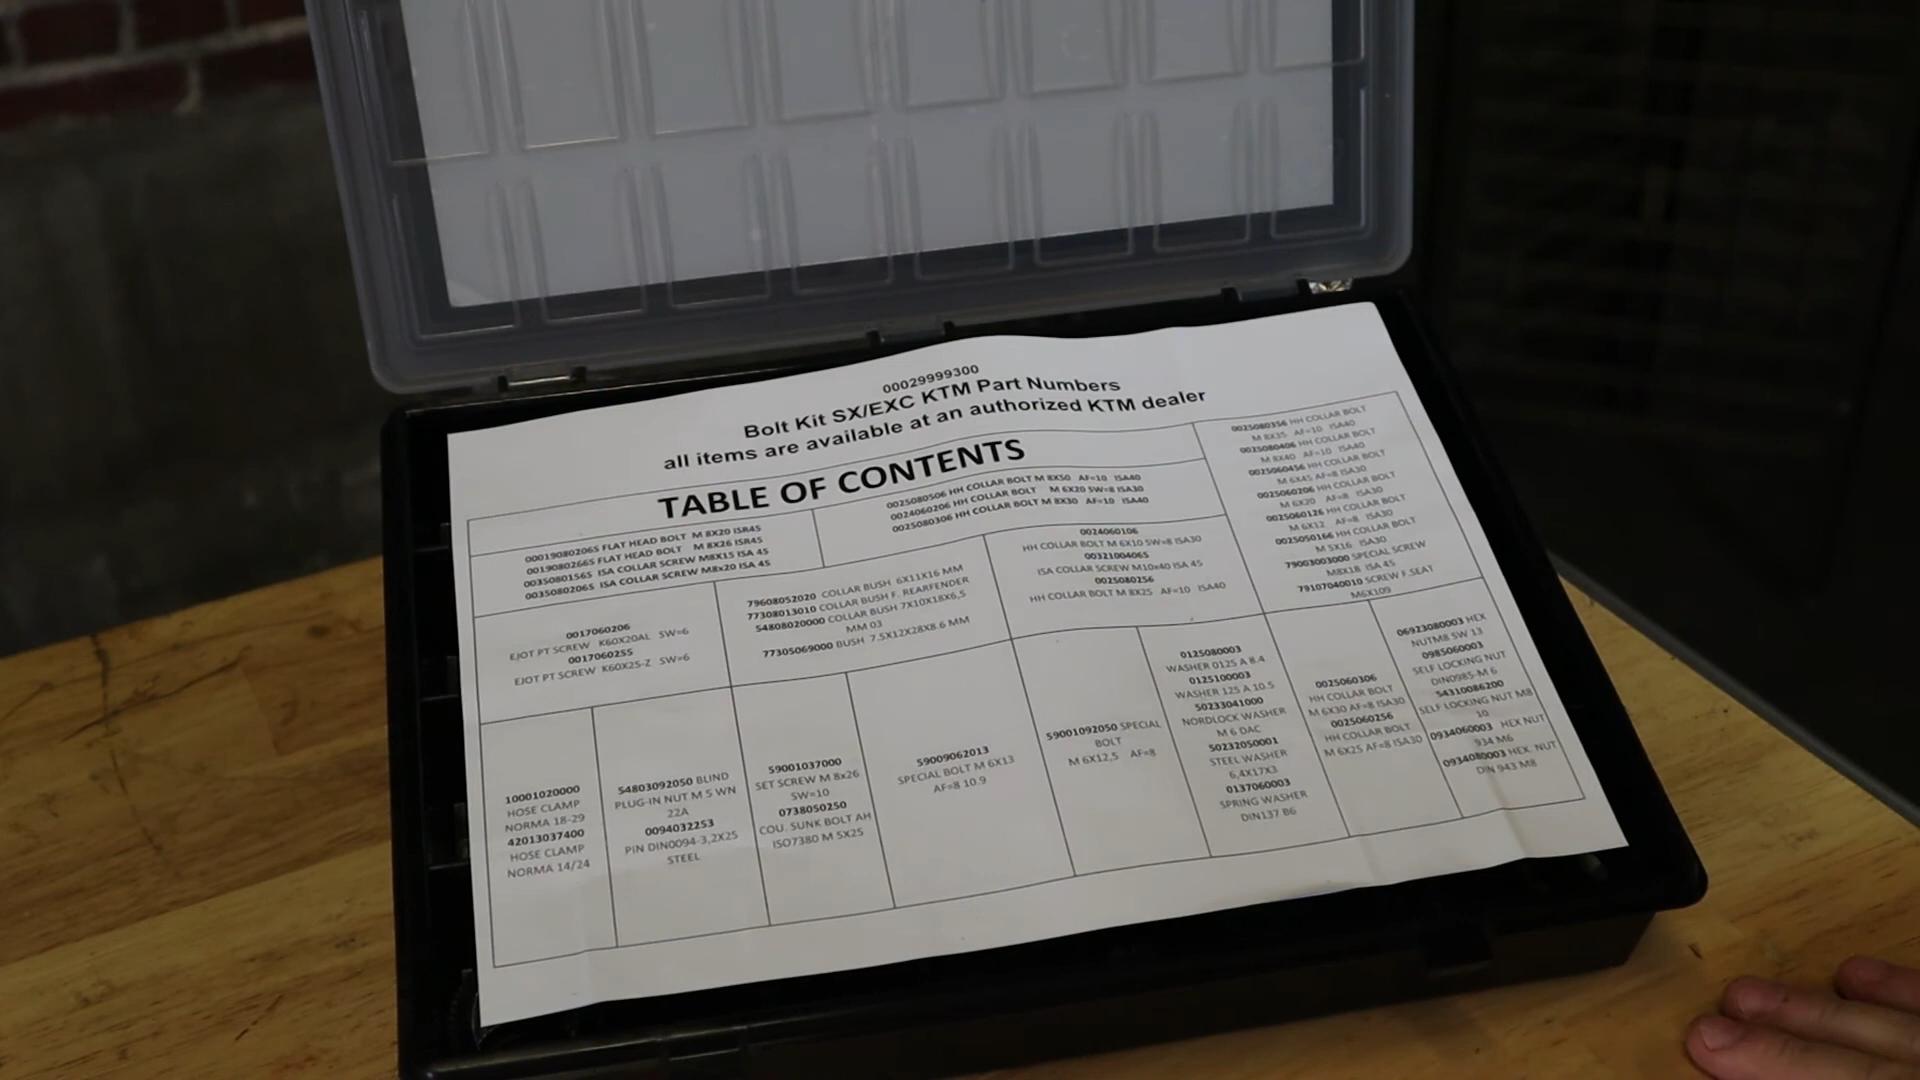 00029999300
Bolt Kit SX/EXC KTM Part Numbers
all items are available at an authorized KTM dealer
TABLE OF CONTENTS
00019080206S FLAT HEAD BOLT M 8X20 ISR45
0019080266S FLAT HEAD BOLT M 8X26 ISR45
00350801565 ISA COLLAR SCREW M8X15 ISA 45
00350802065 ISA COLLAR SCREW M8x20 ISA 45
0025080506 HH COLLAR BOLT M 8X50 AF=10 ISA40
0024060206 HH COLLAR BOLT M 6X20 SW=8 ISA30
0025080306 HH COLLAR BOLT M 8X30 AF=10 ISA40
0025080356 HH COLLAR BOLT
M 8X35 AF=10 ISA40
0025080406 HH COLLAR BOLT
M 8X40 AF=10 ISA40
0025060456 HH COLLAR BOLT
M 6X45 AF=8 ISA30
0025060206 HH COLLAR BOLT
M 6X20 AF=8 ISA30
0025060126 HH COLLAR BOLT
M 6X12 AF=8 ISA30
0025050166 HH COLLAR BOLT
M 5X16 ISA30
79003003000 SPECIAL SCREW
M8X18 ISA 45
79107040010 SCREW F.SEAT
M6X109
0017060206
EJOT PT SCREW K60X20AL SW=6
0017060255
EJOT PT SCREW K60X25-Z SW=6
79608052020 COLLAR BUSH 6X11X16 MM
77308013010 COLLAR BUSH F. REARFENDER
54808020000 COLLAR BUSH 7X10X18X6,5
MM 03
77305069000 BUSH 7.5X12X28X8.6 MM
0024060106
HH COLLAR BOLT M 6X10 SW=8 ISA30
00321004065
ISA COLLAR SCREW M10x40 ISA 45
0025080256
HH COLLAR BOLT M 8X25 AF=10 ISA40
10001020000
HOSE CLAMP
NORMA 18-29
42013037400
HOSE CLAMP
NORMA 14/24
54803092050 BLIND
PLUG-IN NUT M 5 WN
22A
0094032253
PIN DIN0094-3,2X25
STEEL
59001037000
SET SCREW M 8x26
SW=10
0738050250
COU. SUNK BOLT AH
ISO7380 M 5X25
59009062013
SPECIAL BOLT M 6X13
AF=8 10.9
59001092050 SPECIAL
BOLT
M 6X12,5 AF=8
0125080003
WASHER 0125 A 8.4
0125100003
WASHER 125 A 10.5
50233041000
NORDLOCK WASHER
M 6 DAC
50232050001
STEEL WASHER
6,4X17X3
0137060003
SPRING WASHER
DIN137 B6
0025060306
HH COLLAR BOLT
M 6X30 AF=8 ISA30
0025060256
HH COLLAR BOLT
M 6X25 AF=8 ISA30
06923080003 HEX
NUTM8 SW 13
0985060003
SELF LOCKING NUT
DIN0985-M 6
54310086200
SELF LOCKING NUT M8
10
0934060003 HEX NUT
934 M6
0934080003 HEX. NUT
DIN 943 M8